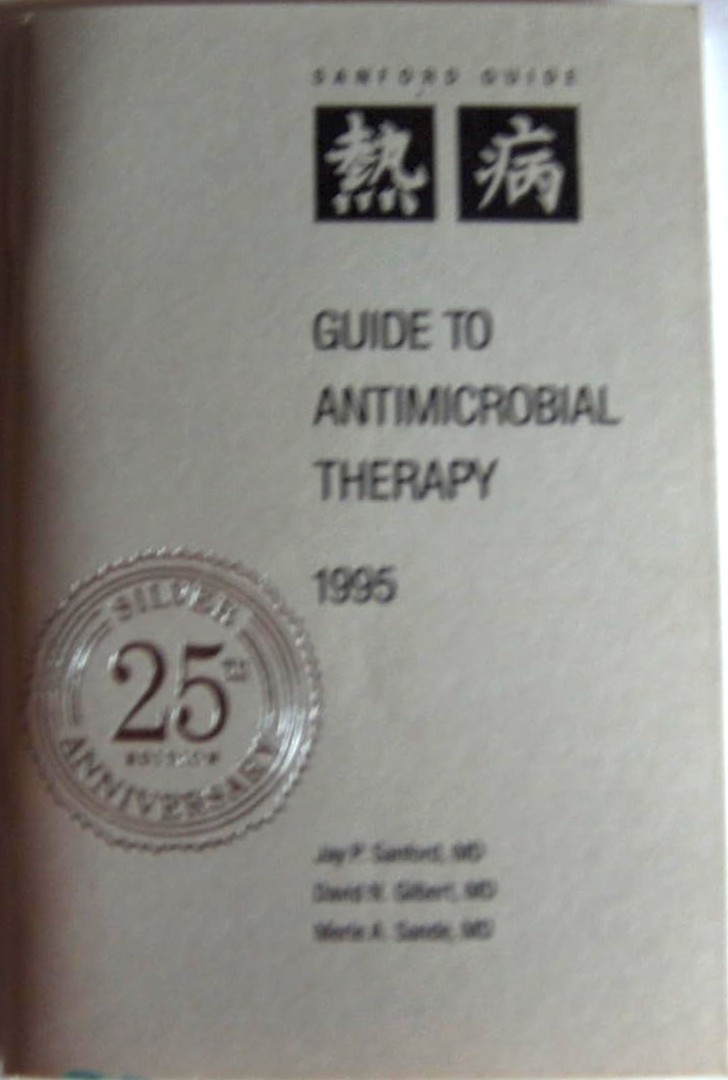 SANFORD GUIDE
熱病
GUIDE TO
ANTIMICROBIAL
THERAPY
1995
SILVER
25TH
ANNIVERSARY
Jay P. Sanford, MD
David N. Gilbert, MD
Merle A. Sande, MD